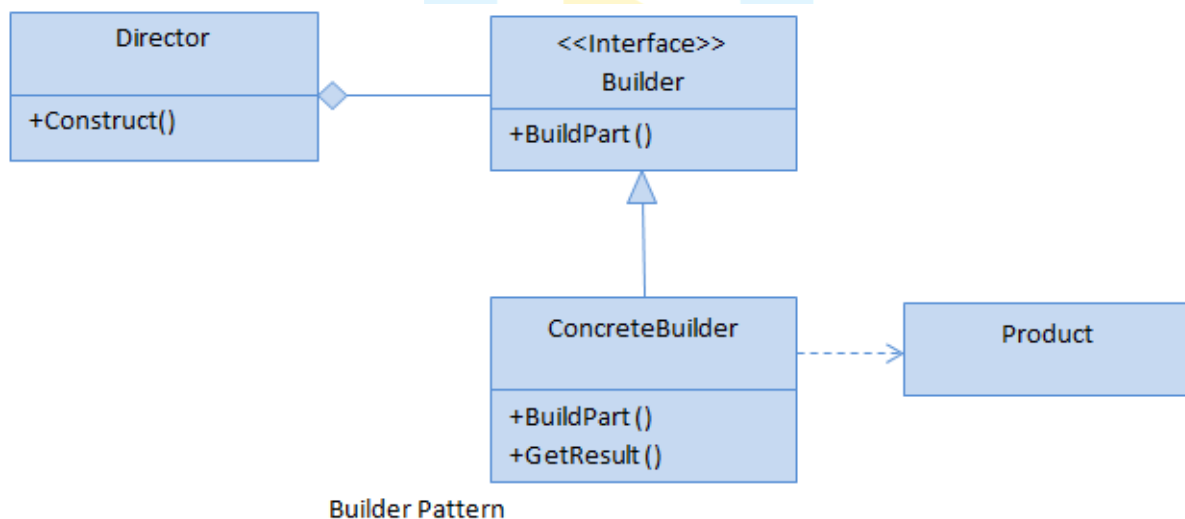 Director
+Construct()
<<Interface>>
Builder
+BuildPart()
ConcreteBuilder
+BuildPart()
+GetResult()
Product
Builder Pattern